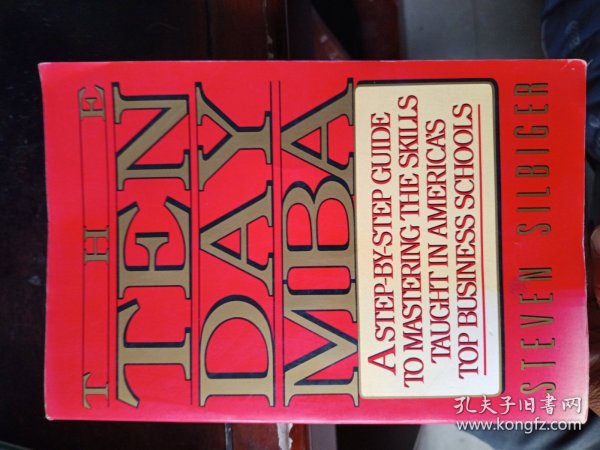 THE
TEN
DAY
MBA
A STEP-BY-STEP GUIDE
TO MASTERING THE SKILLS
TAUGHT IN AMERICA'S
TOP BUSINESS SCHOOLS
STEVEN SILBIGER
孔夫子旧书网
www.kongfz.com